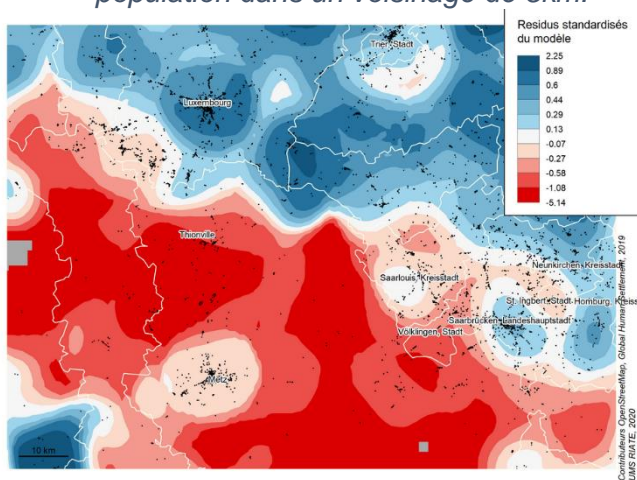 population dans un voisinage de 5km.
Residus standardisés
du modèle
2.25
0.89
0.6
0.44
0.29
0.13
-0.07
-0.27
-0.58
-1.08
-5.14
Trier, Stadt
Luxembourg
Thionville
Saarlouis, Kreisstadt
Neunkirchen, Kreisstadt
St. Ingbert, Stadt
Homburg, Kreiss
Saarbrücken, Landeshauptstadt
Völklingen, Stadt
Metz
10 km
Contributeurs OpenStreetMap, Global Human Settlement, 2019
UMS RIATE, 2020